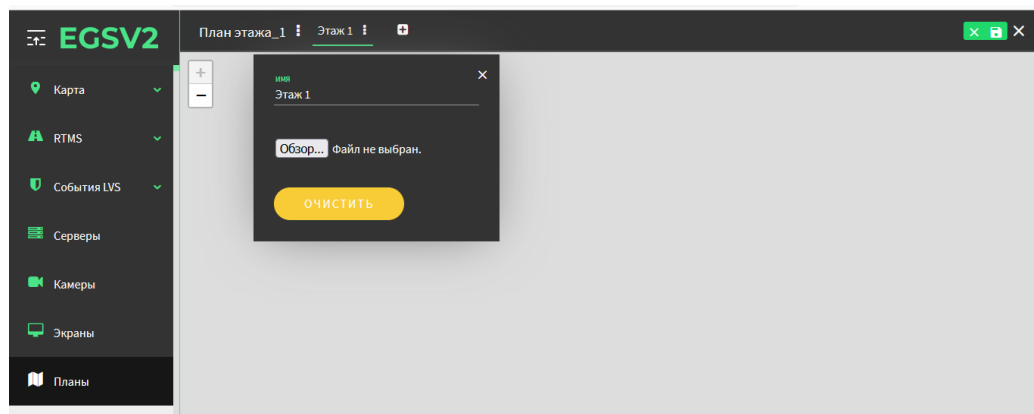 EGSV2
План этажа_1
Этаж 1
Карта
RTMS
События LVS
Серверы
Камеры
Экраны
Планы
имя
Этаж 1
Обзор... Файл не выбран.
ОЧИСТИТЬ